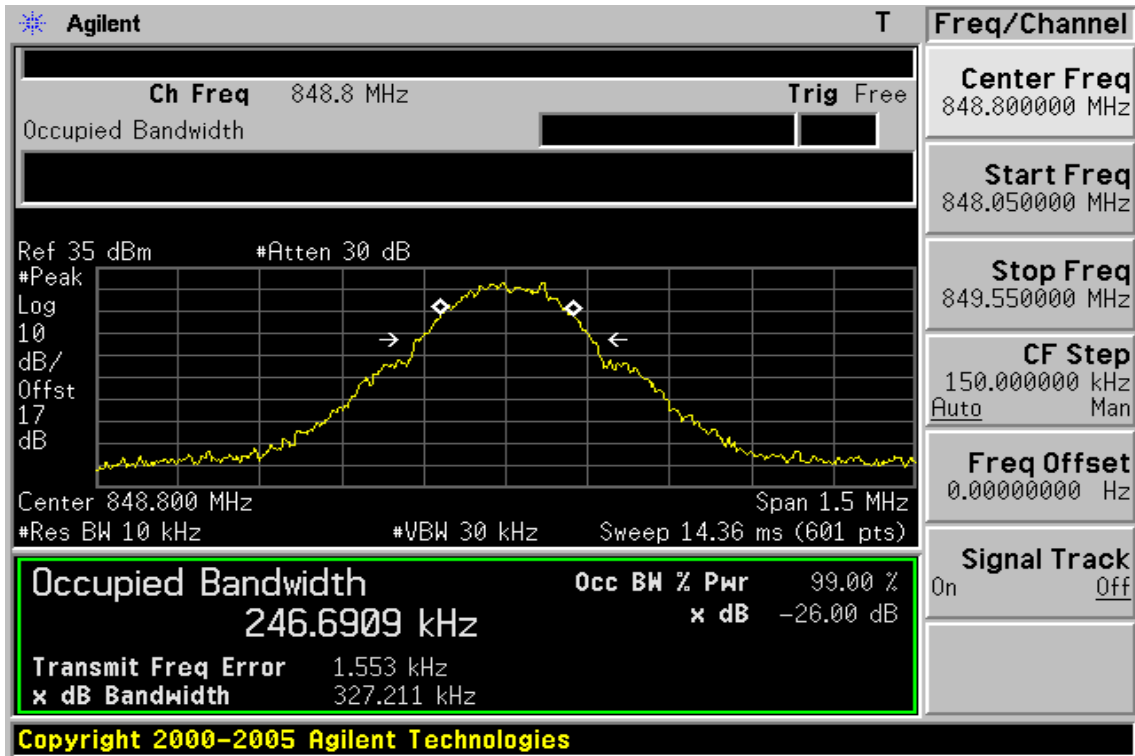 Agilent T
Ch Freq 848.8 MHz Trig Free
Occupied Bandwidth
Ref 35 dBm #Atten 30 dB
#Peak
Log
10
dB/
Offst
17
dB
Center 848.800 MHz Span 1.5 MHz
#Res BW 10 kHz #VBW 30 kHz Sweep 14.36 ms (601 pts)
Occupied Bandwidth Occ BW % Pwr 99.00 %
246.6909 kHz x dB -26.00 dB
Transmit Freq Error 1.553 kHz
x dB Bandwidth 327.211 kHz
Copyright 2000-2005 Agilent Technologies
Freq/Channel
Center Freq
848.800000 MHz
Start Freq
848.050000 MHz
Stop Freq
849.550000 MHz
CF Step
150.000000 kHz
Auto Man
Freq Offset
0.00000000 Hz
Signal Track
On Off